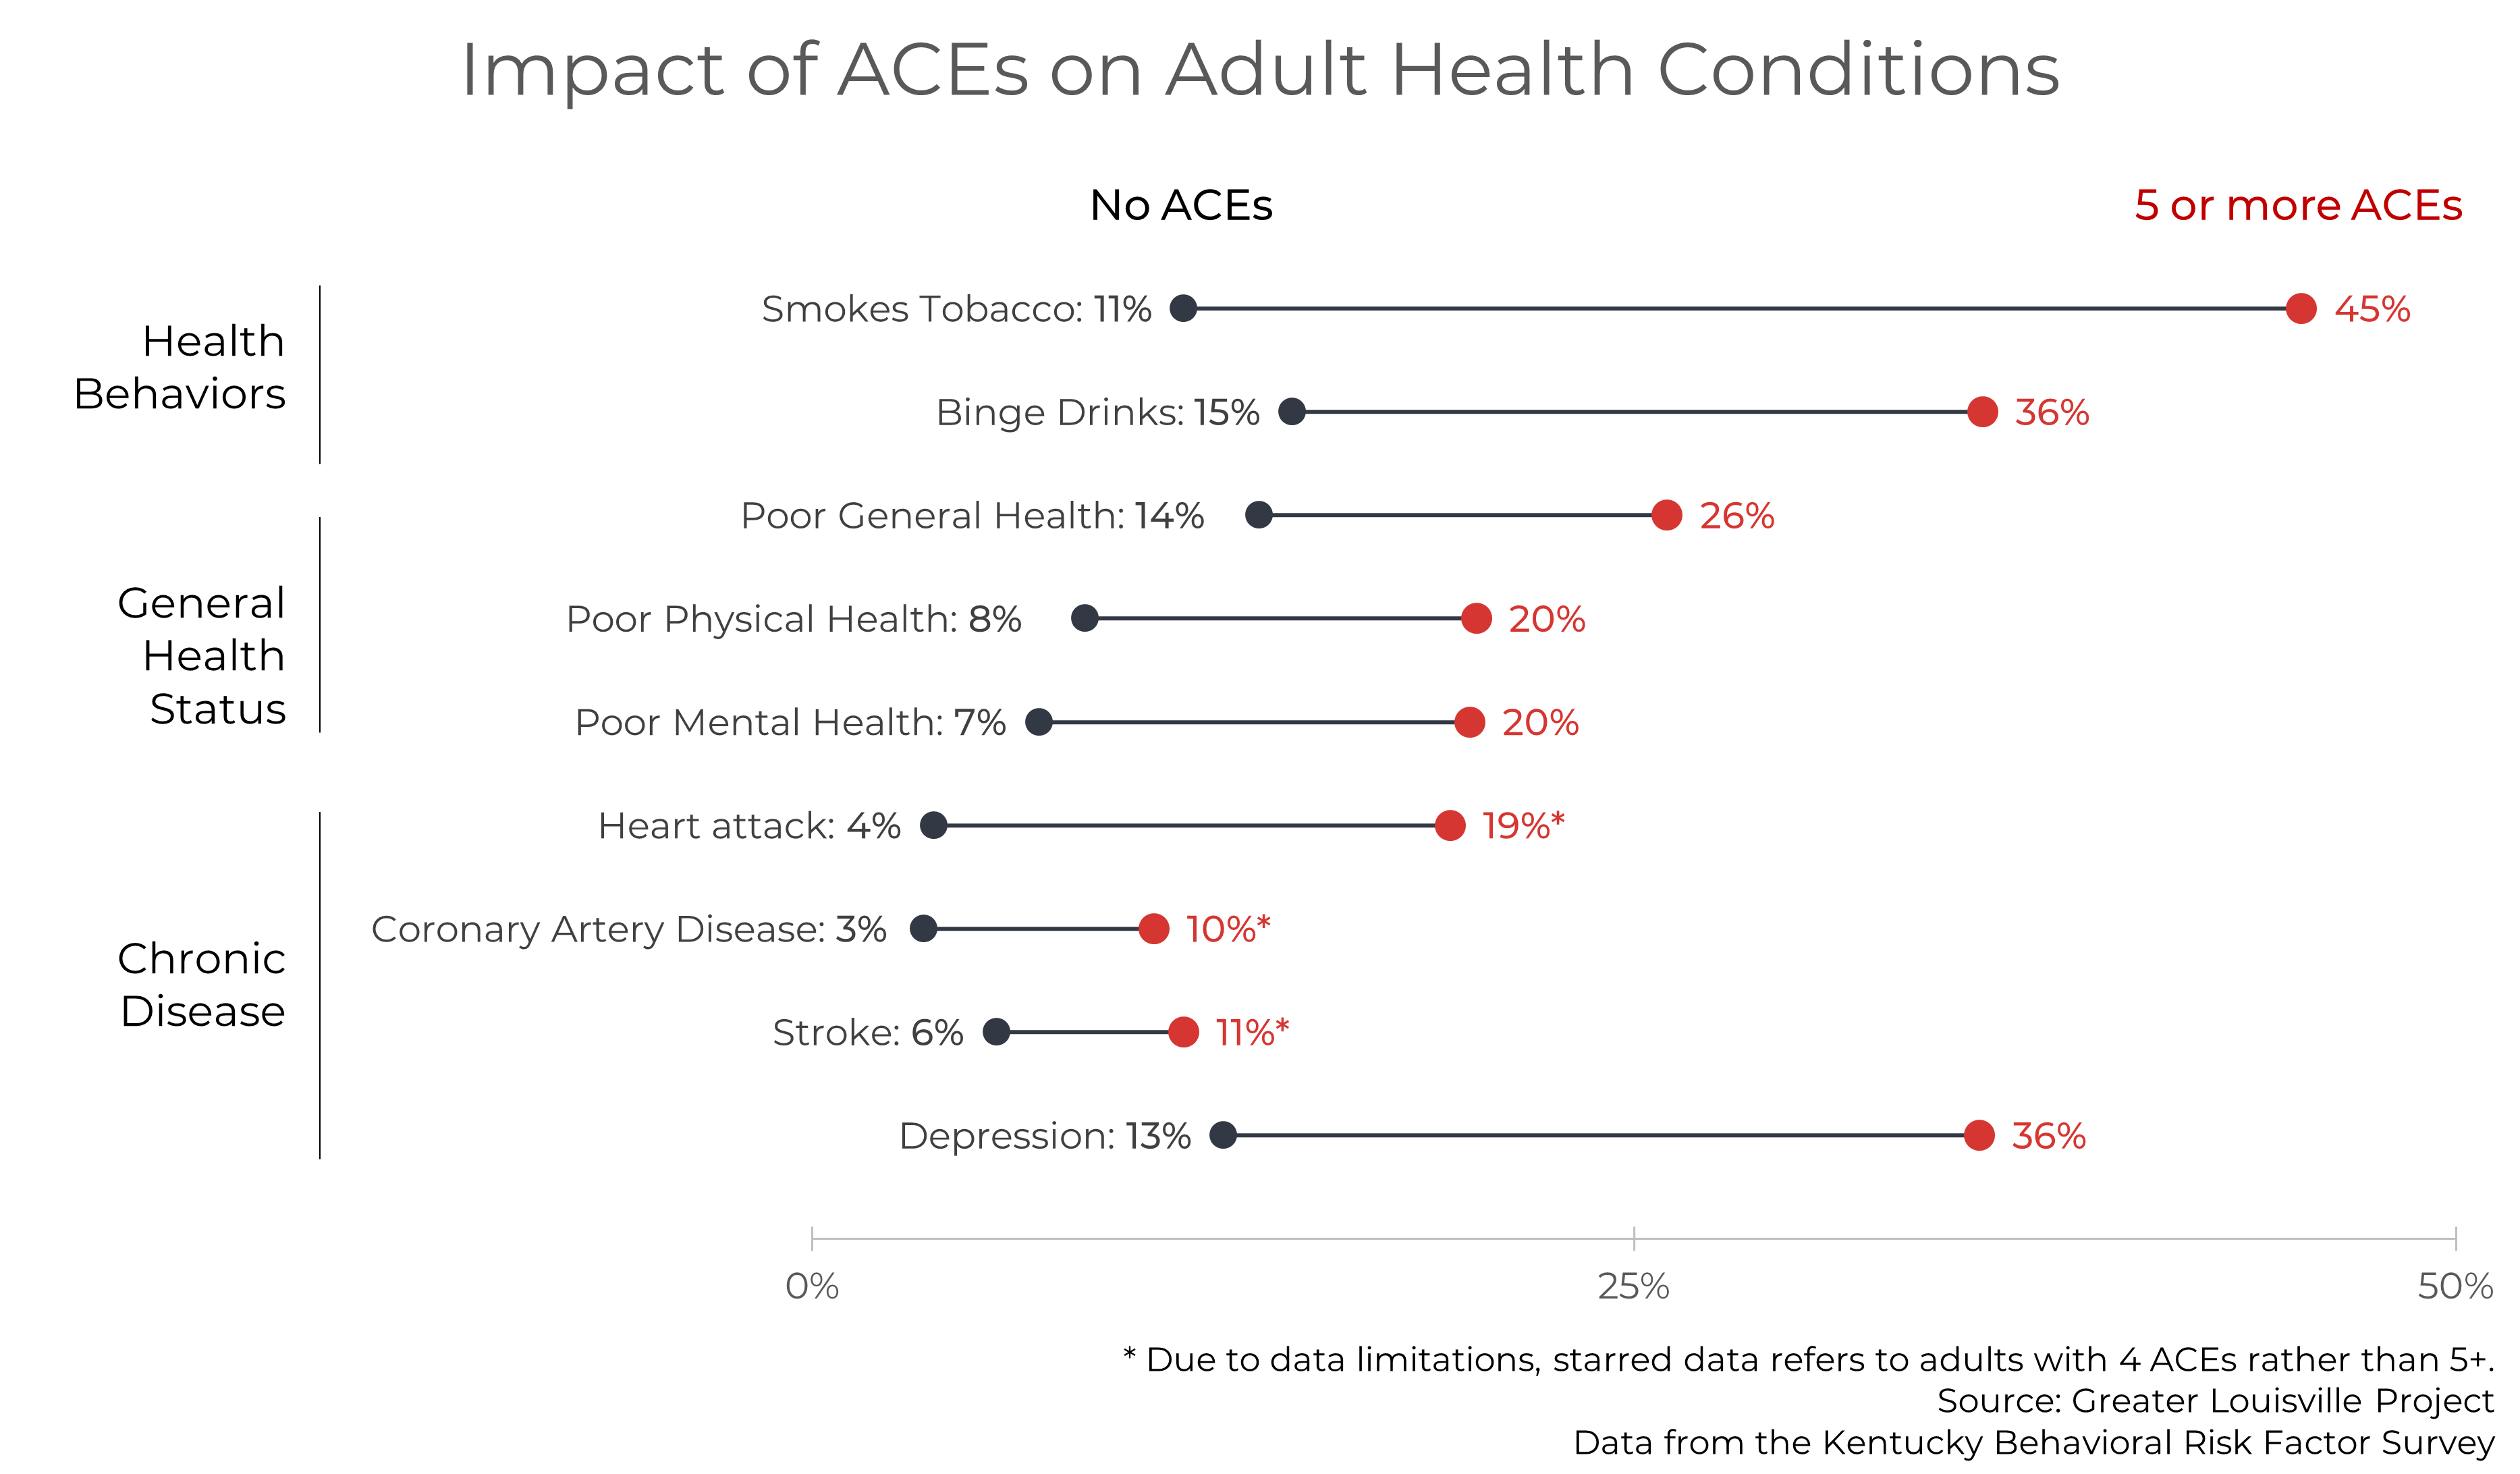 Impact of ACEs on Adult Health Conditions
No ACEs
5 or more ACEs
Health
Behaviors
Smokes Tobacco: 11%
45%
Binge Drinks: 15%
36%
General
Health
Status
Poor General Health: 14%
26%
Poor Physical Health: 8%
20%
Poor Mental Health: 7%
20%
Chronic
Disease
Heart attack: 4%
19%*
Coronary Artery Disease: 3%
10%*
Stroke: 6%
11%*
Depression: 13%
36%
0%
25%
50%
* Due to data limitations, starred data refers to adults with 4 ACEs rather than 5+.
Source: Greater Louisville Project
Data from the Kentucky Behavioral Risk Factor Survey